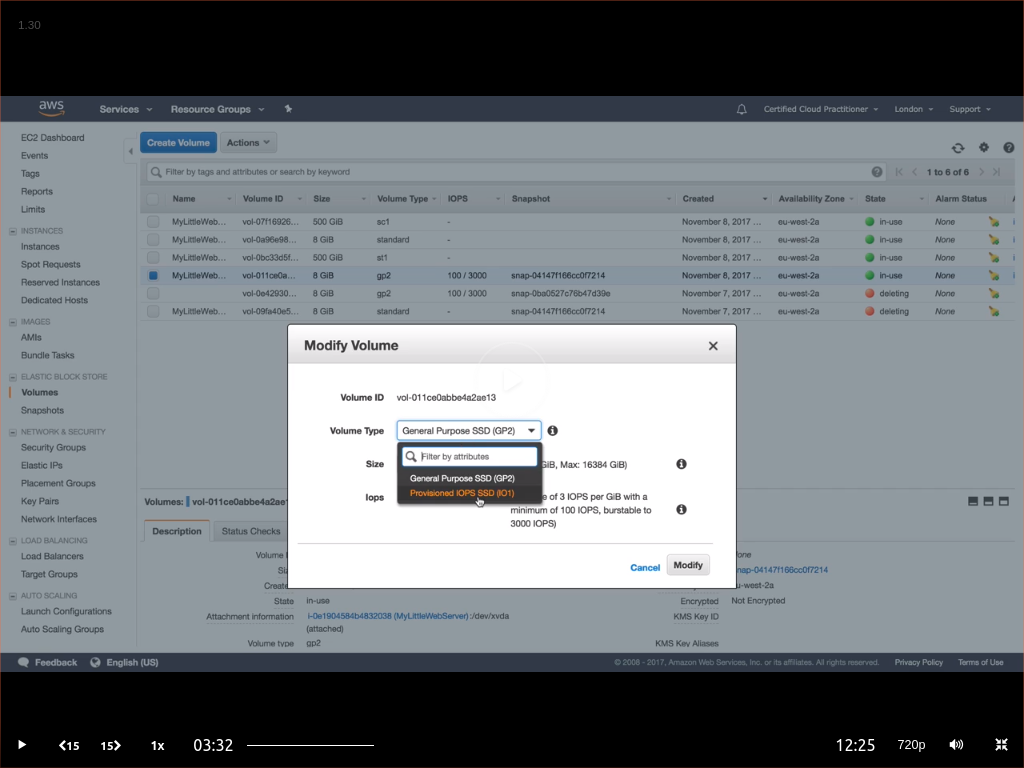 1.30
aws Services Resource Groups Certified Cloud Practitioner London Support
EC2 Dashboard
Events
Tags
Reports
Limits
INSTANCES
Instances
Spot Requests
Reserved Instances
Dedicated Hosts
IMAGES
AMIs
Bundle Tasks
ELASTIC BLOCK STORE
Volumes
Snapshots
NETWORK & SECURITY
Security Groups
Elastic IPs
Placement Groups
Key Pairs
Network Interfaces
LOAD BALANCING
Load Balancers
Target Groups
AUTO SCALING
Launch Configurations
Auto Scaling Groups
Create Volume Actions
Filter by tags and attributes or search by keyword 1 to 6 of 6
Name Volume ID Size Volume Type IOPS Snapshot Created Availability Zone State Alarm Status
MyLittleWeb... vol-07f16926... 500 GiB sc1 - November 8, 2017 ... eu-west-2a in-use None
MyLittleWeb... vol-0a96e98... 8 GiB standard - November 8, 2017 ... eu-west-2a in-use None
MyLittleWeb... vol-0bc33d5f... 500 GiB st1 - November 8, 2017 ... eu-west-2a in-use None
MyLittleWeb... vol-011ce0a... 8 GiB gp2 100 / 3000 snap-04147f166cc0f7214 November 8, 2017 ... eu-west-2a in-use None
vol-0e42930... 8 GiB gp2 100 / 3000 snap-0ba0527c76b47d39e November 7, 2017 ... eu-west-2a deleting None
MyLittleWeb... vol-09fa40e5... 8 GiB standard snap-04147f166cc0f7214 November 7, 2017 ... eu-west-2a deleting None
Modify Volume
Volume ID vol-011ce0abbe4a2ae13
Volume Type General Purpose SSD (GP2)
Filter by attributes
General Purpose SSD (GP2)
Provisioned IOPS SSD (IO1)
Size GiB, Max: 16384 GiB)
Iops e of 3 IOPS per GiB with a
minimum of 100 IOPS, burstable to
3000 IOPS)
Cancel Modify
Volumes: vol-011ce0abbe4a2ae1
Description Status Checks
Volume
Siz
Create
State in-use
Attachment information i-0e1904584b4832038 (MyLittleWebServer):/dev/xvda
(attached)
Volume type gp2
one
snap-04147f166cc0f7214
u-west-2a
Encrypted Not Encrypted
KMS Key ID
KMS Key Aliases
Feedback English (US) © 2008 - 2017, Amazon Web Services, Inc. or its affiliates. All rights reserved. Privacy Policy Terms of Use
15 15 1x 03:32 12:25 720p